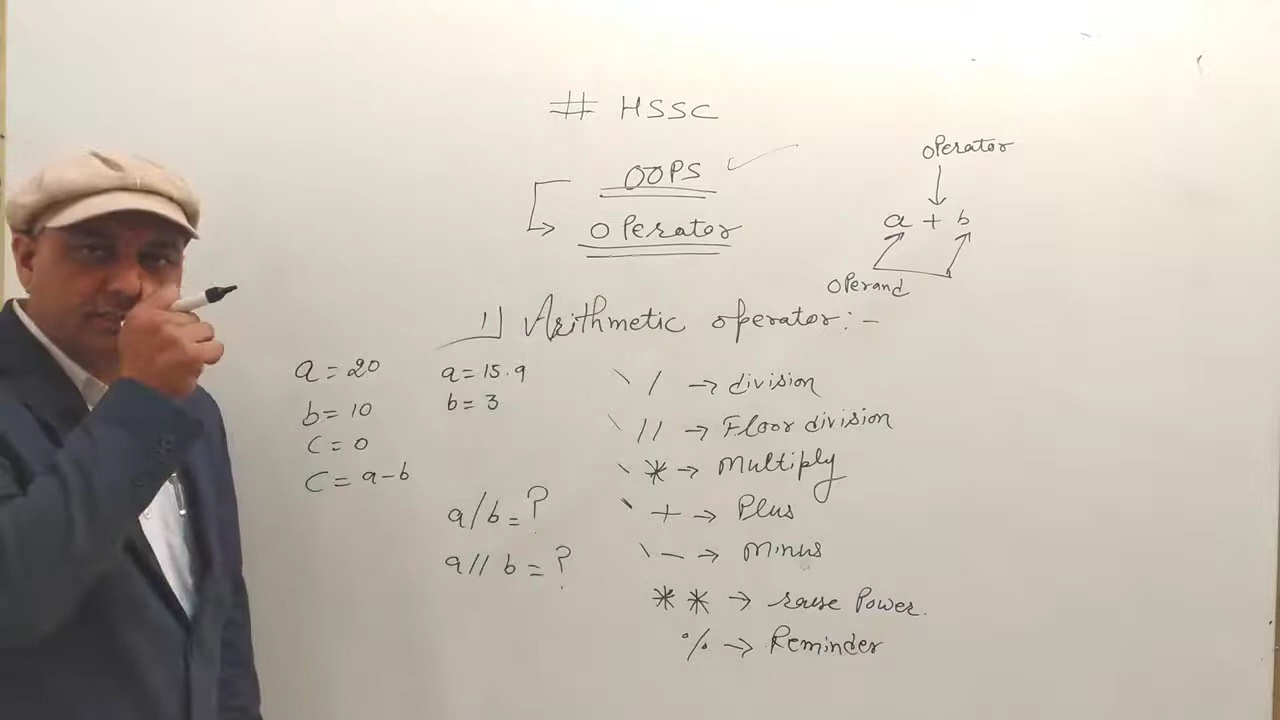 # HSSC
OOPS
operator
operator
a + b
operand
1) Arithmetic operator:-
a = 20
b = 10
C = 0
C = a-b
a = 15.9
b = 3
a/b = ?
a// b = ?
/ → division
// → Floor division
* → Multiply
+ → Plus
- → Minus
** → raise Power.
% → Reminder